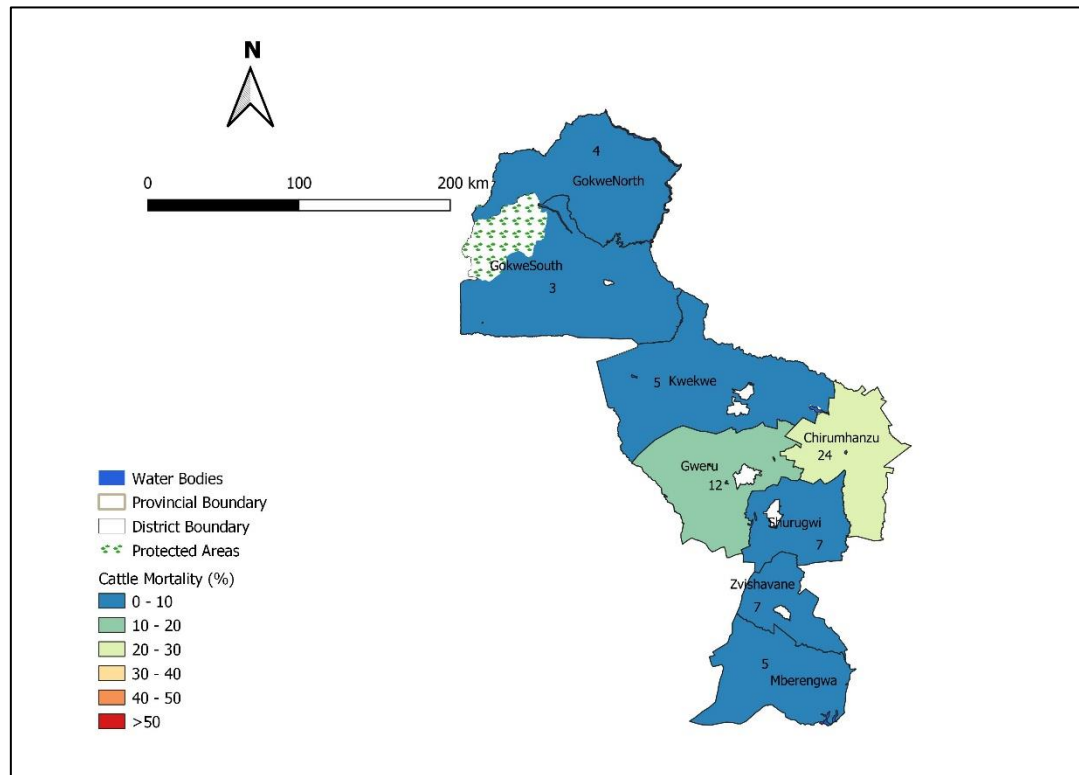 N
0 100 200 km
4
GokweNorth
GokweSouth
3
5 Kwekwe
Chirumhanzu
24
Gweru
12
Shurugwi
7
Zvishavane
7
5
Mberengwa
Water Bodies
Provincial Boundary
District Boundary
Protected Areas
Cattle Mortality (%)
0 - 10
10 - 20
20 - 30
30 - 40
40 - 50
>50